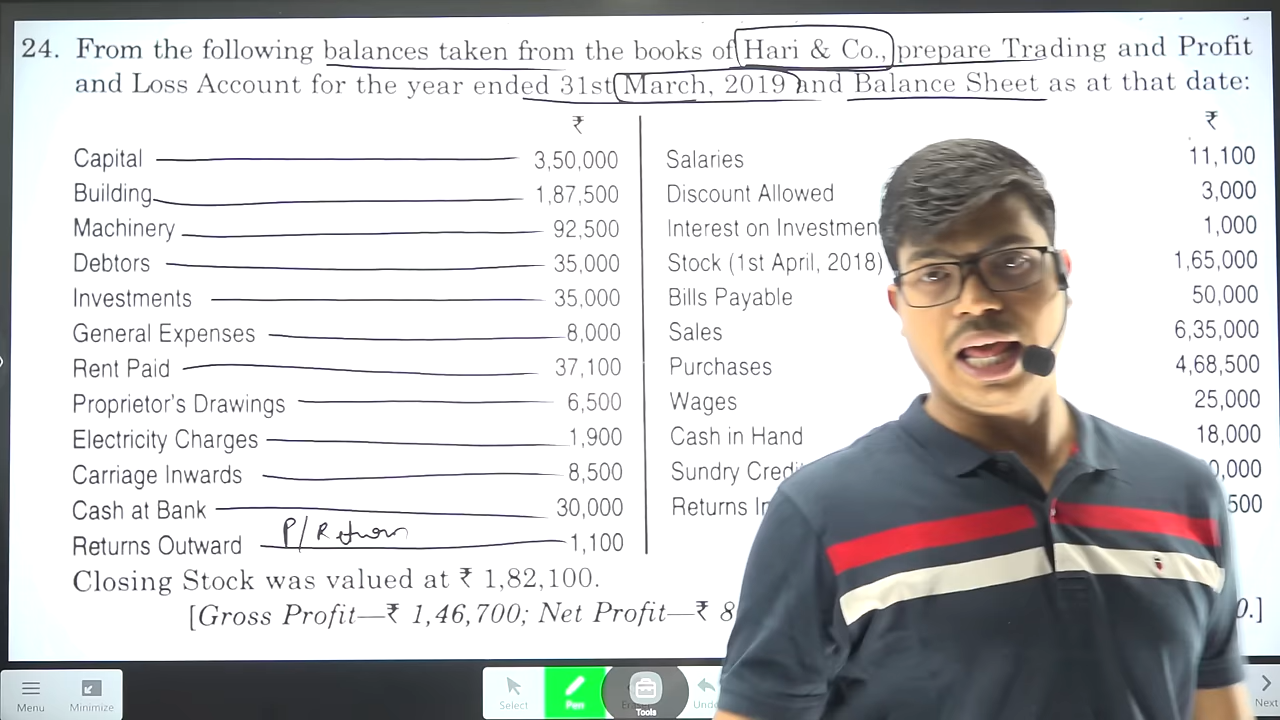 24. From the following balances taken from the books of Hari & Co., prepare Trading and Profit
and Loss Account for the year ended 31st March, 2019 and Balance Sheet as at that date:
₹
Capital 3,50,000
Building 1,87,500
Machinery 92,500
Debtors 35,000
Investments 35,000
General Expenses 8,000
Rent Paid 37,100
Proprietor's Drawings 6,500
Electricity Charges 1,900
Carriage Inwards 8,500
Cash at Bank 30,000
P/Return
Returns Outward 1,100
₹
Salaries 11,100
Discount Allowed 3,000
Interest on 1,000
Stock (1st April, 2018) 1,65,000
Bills Payable 50,000
Sales 6,35,000
Purchases 4,68,500
Wages 25,000
Cash in Hand 18,000
Sundry
Returns
Closing Stock was valued at ₹ 1,82,100.
[Gross Profit—₹ 1,46,700; Net Profit—₹
Menu
Minimize
Select
Pen
Tools
Next